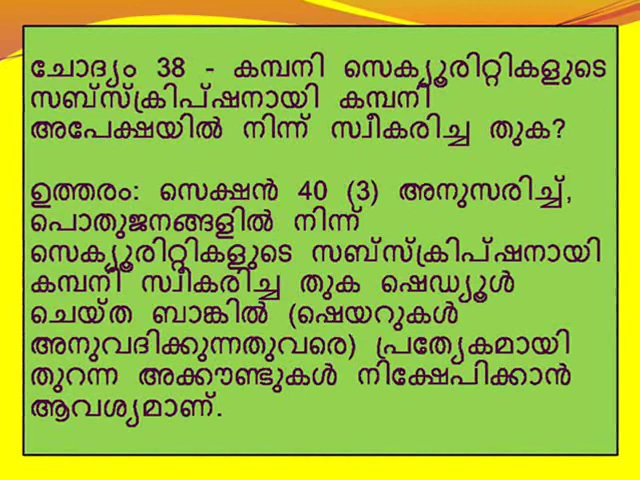 ചോദ്യം 38 - കമ്പനി സെക്യൂരിറ്റികളുടെ
സബ്സ്ക്രിപ്ഷനായി കമ്പനി
അപേക്ഷയിൽ നിന്ന് സ്വീകരിച്ച തുക?
ഉത്തരം: സെക്ഷൻ 40 (3) അനുസരിച്ച്,
പൊതുജനങ്ങളിൽ നിന്ന്
സെക്യൂരിറ്റികളുടെ സബ്സ്ക്രിപ്ഷനായി
കമ്പനി സ്വീകരിച്ച തുക ഷെഡ്യൂൾ
ചെയ്ത ബാങ്കിൽ (ഷെയറുകൾ
അനുവദിക്കുന്നതുവരെ) പ്രത്യേകമായി
തുറന്ന അക്കൗണ്ടുകൾ നിക്ഷേപിക്കാൻ
ആവശ്യമാണ്.